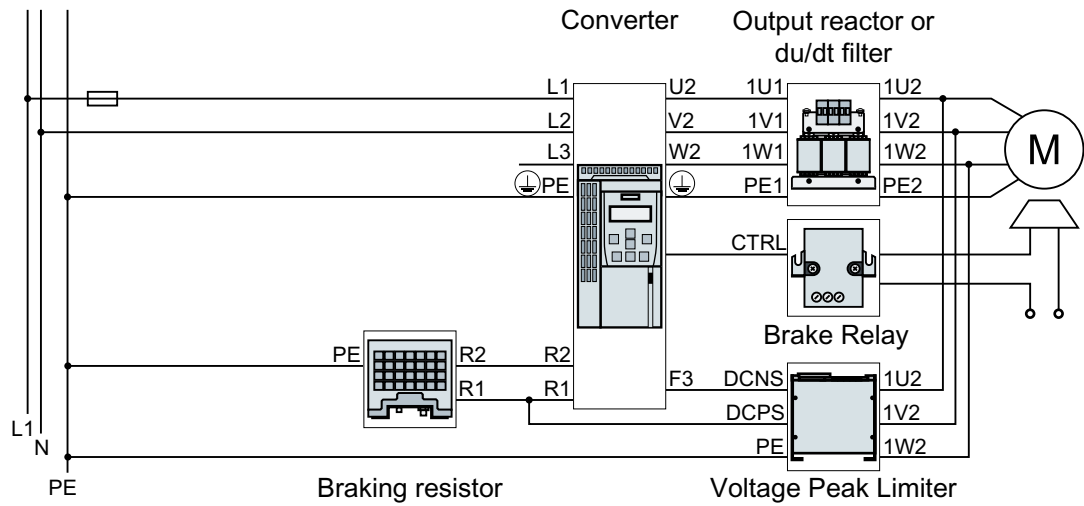 Converter
Output reactor or
du/dt filter
L1 U2 1U1 1U2
L2 V2 1V1 1V2
L3 W2 1W1 1W2
PE PE1 PE2
M
CTRL
Brake Relay
PE R2 R2
R1 R1
F3 DCNS 1U2
DCPS 1V2
PE 1W2
L1
N
PE
Braking resistor
Voltage Peak Limiter